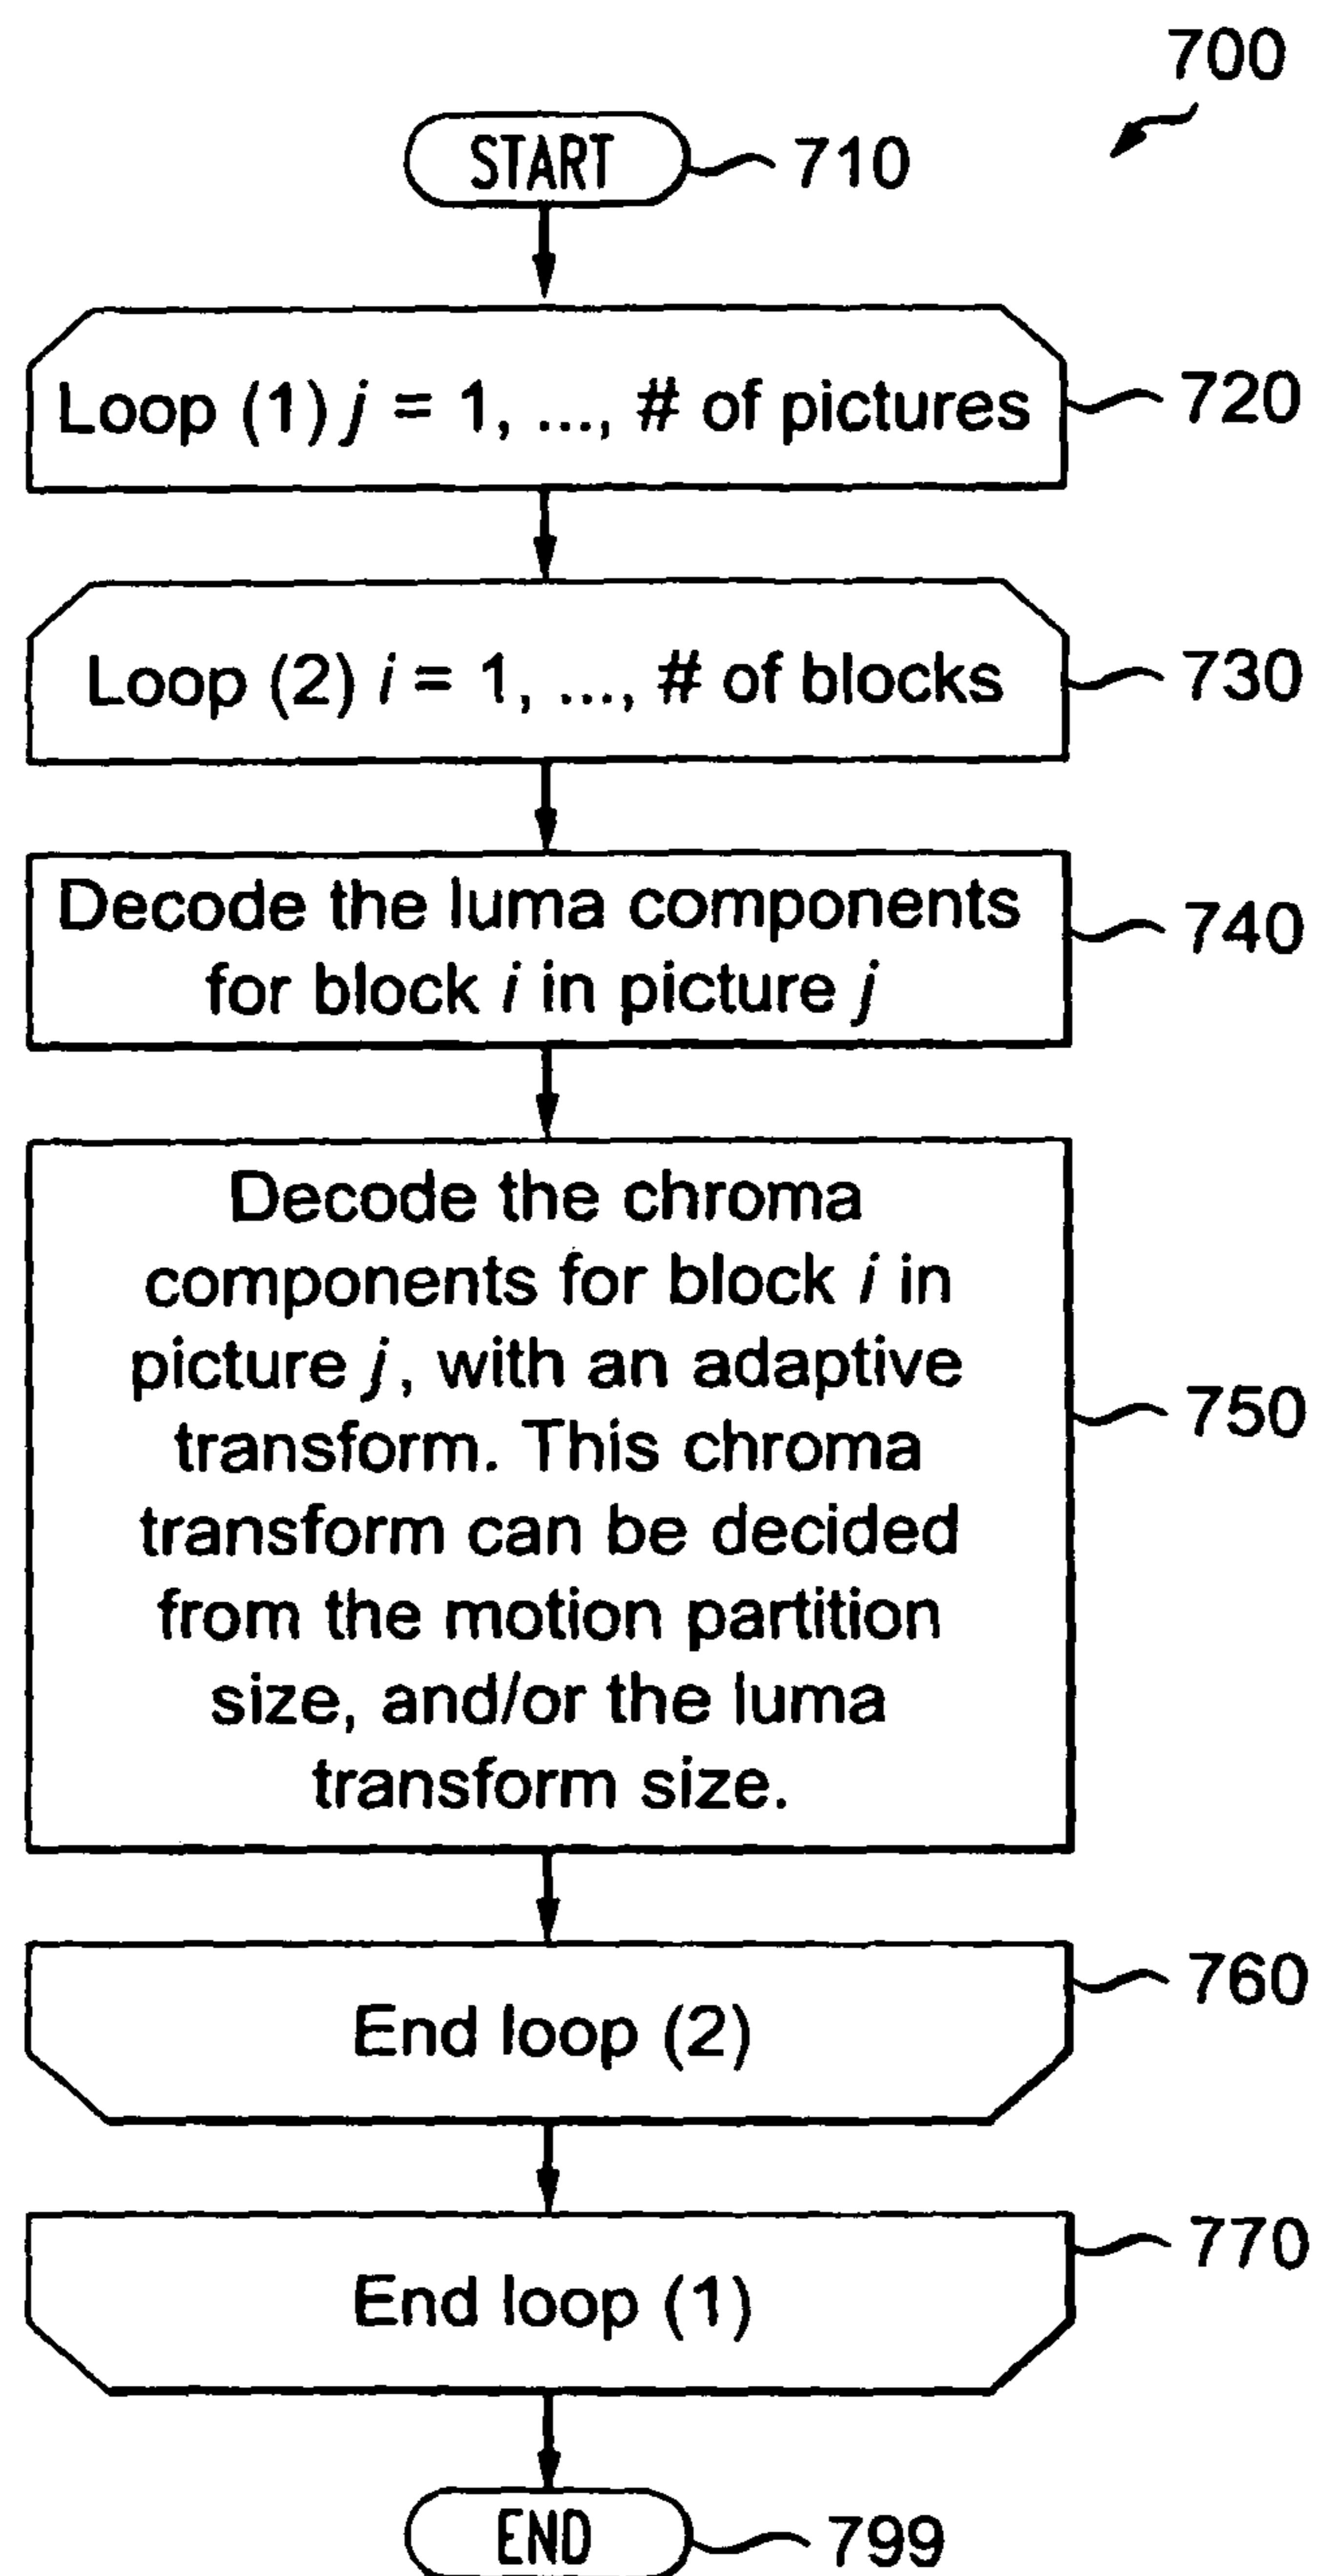 700
START
710
Loop (1) j = 1, ..., # of pictures
720
Loop (2) i = 1, ..., # of blocks
730
Decode the luma components
for block i in picture j
740
Decode the chroma
components for block i in
picture j, with an adaptive
transform. This chroma
transform can be decided
from the motion partition
size, and/or the luma
transform size.
750
End loop (2)
760
End loop (1)
770
END
799